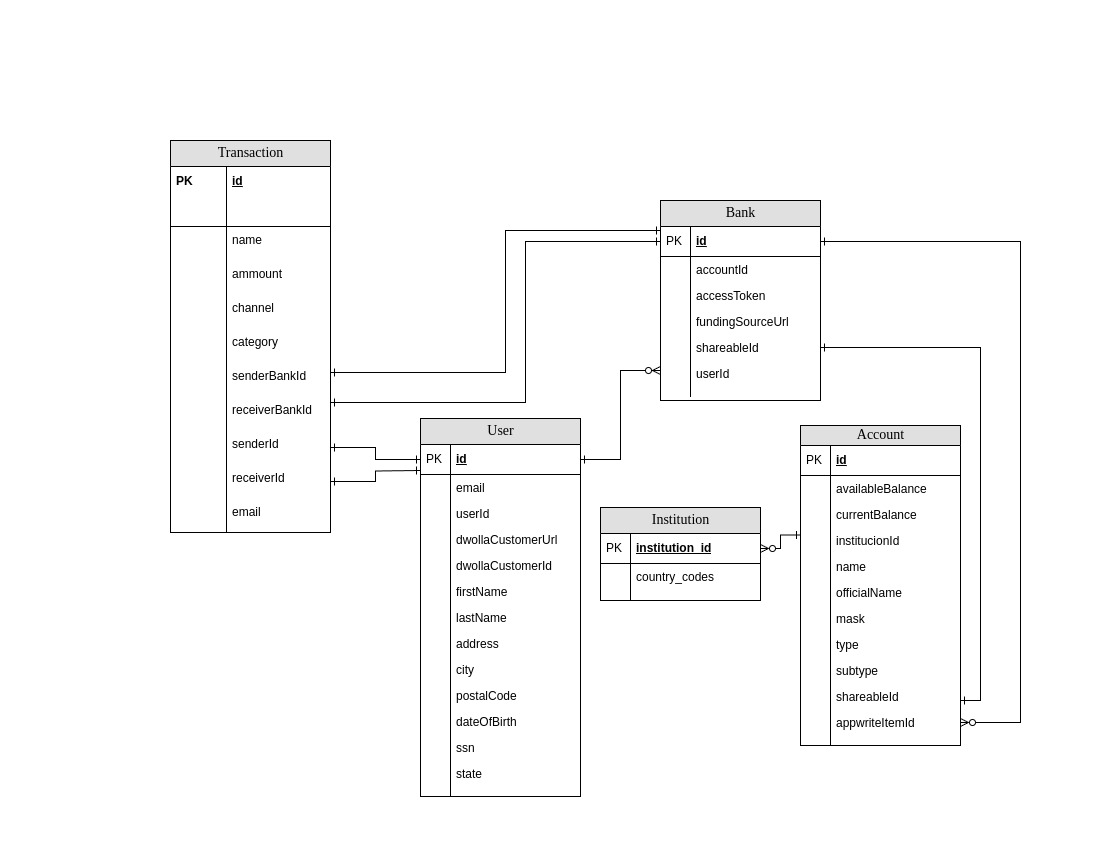 Transaction
PK id
name
ammount
channel
category
senderBankId
receiverBankId
senderId
receiverId
email
Bank
PK id
accountId
accessToken
fundingSourceUrl
shareableId
userId
User
PK id
email
userId
dwollaCustomerUrl
dwollaCustomerId
firstName
lastName
address
city
postalCode
dateOfBirth
ssn
state
Institution
PK institution_id
country_codes
Account
PK id
availableBalance
currentBalance
institucionId
name
officialName
mask
type
subtype
shareableId
appwriteItemId